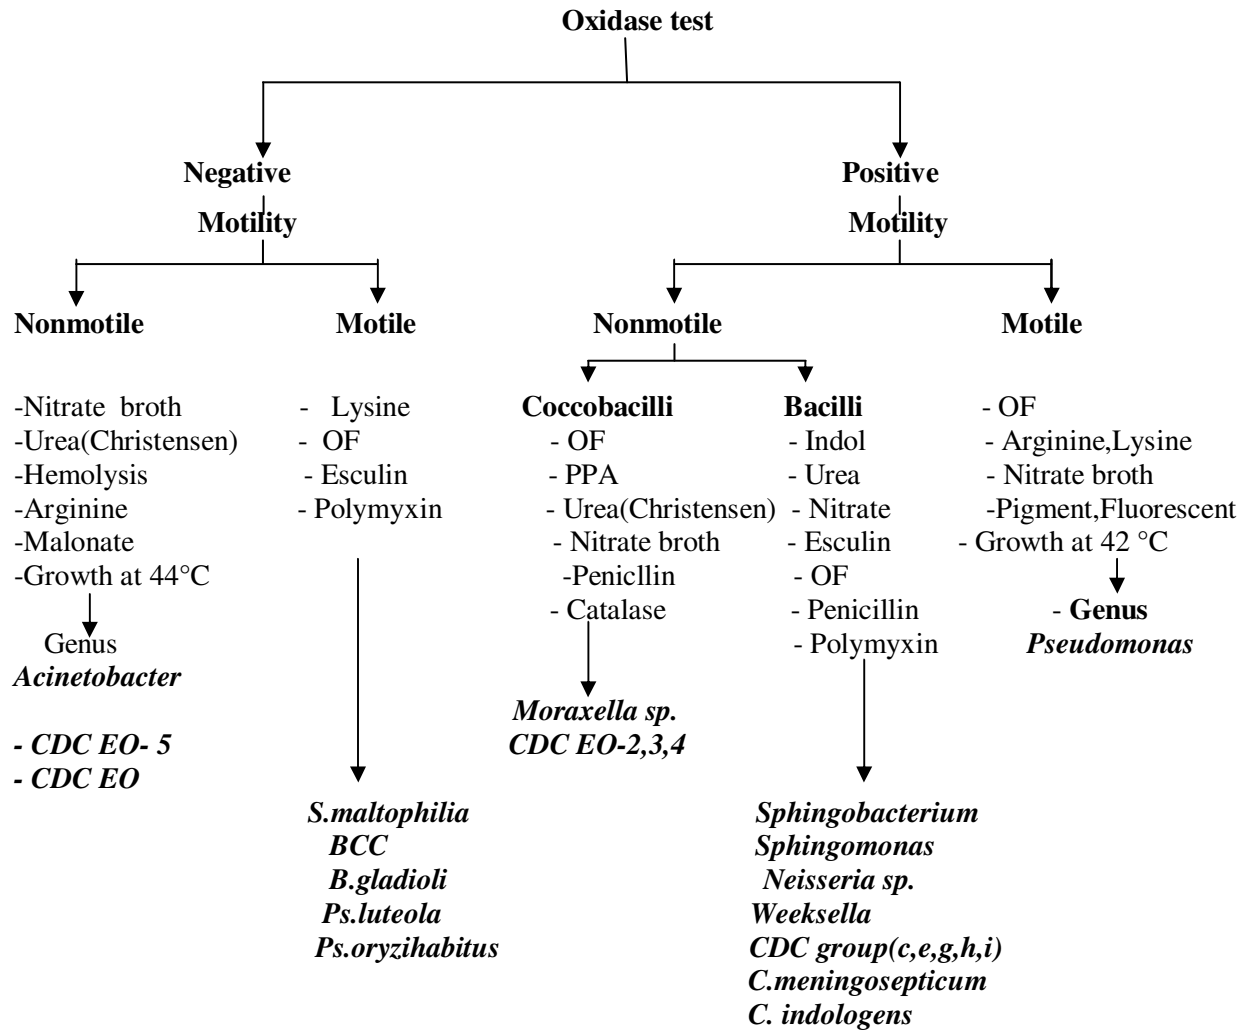 Oxidase test
Negative
Positive
Motility
Motility
Nonmotile
Motile
Nonmotile
Motile
-Nitrate broth
-Urea(Christensen)
-Hemolysis
-Arginine
-Malonate
-Growth at 44°C
Genus
Acinetobacter
- CDC EO- 5
- CDC EO
- Lysine
- OF
- Esculin
- Polymyxin
S.maltophilia
BCC
B.gladioli
Ps.luteola
Ps.oryzihabitus
Coccobacilli
- OF
- PPA
- Urea(Christensen)
- Nitrate broth
-Penicllin
- Catalase
Moraxella sp.
CDC EO-2,3,4
Bacilli
- Indol
- Urea
- Nitrate
- Esculin
- OF
- Penicillin
- Polymyxin
Sphingobacterium
Sphingomonas
Neisseria sp.
Weeksella
CDC group(c,e,g,h,i)
C.meningosepticum
C. indologens
- OF
- Arginine,Lysine
- Nitrate broth
-Pigment,Fluorescent
- Growth at 42 °C
- Genus
Pseudomonas